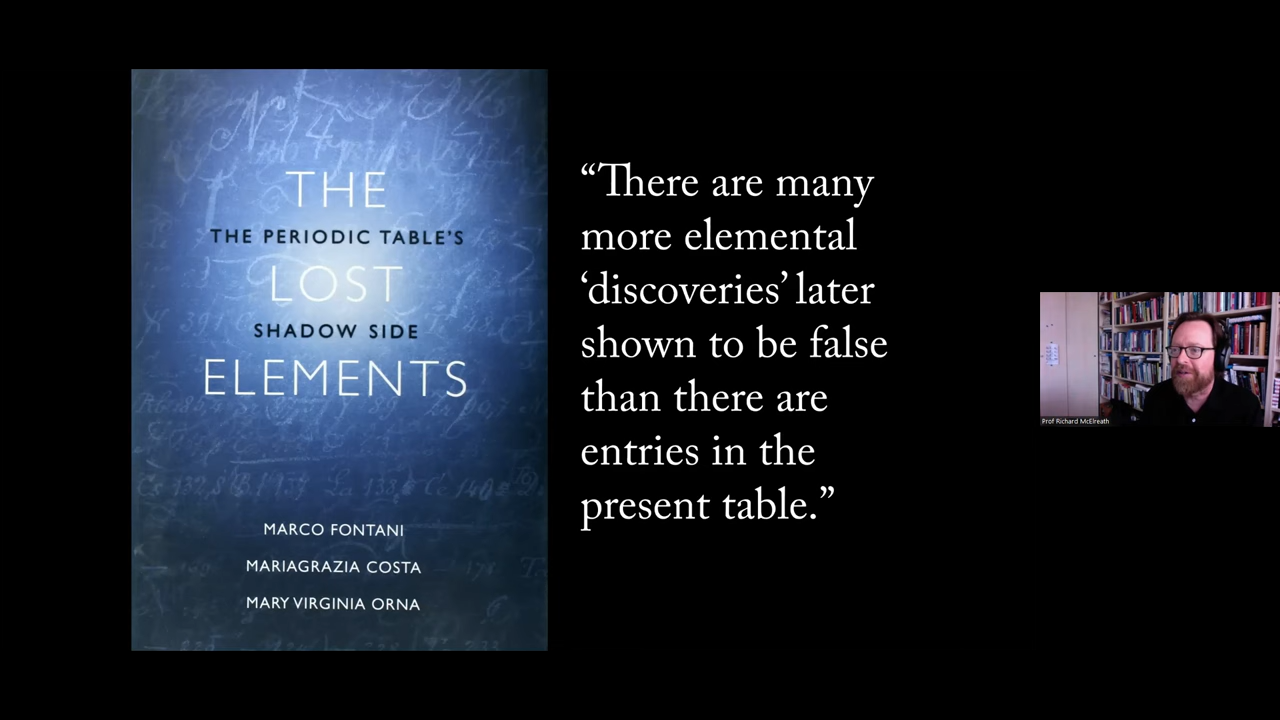 THE
THE PERIODIC TABLE'S
LOST
SHADOW SIDE
ELEMENTS
MARCO FONTANI
MARIAGRAZIA COSTA
MARY VIRGINIA ORNA
“There are many
more elemental
‘discoveries’ later
shown to be false
than there are
entries in the
present table.”
Prof Richard McElreath